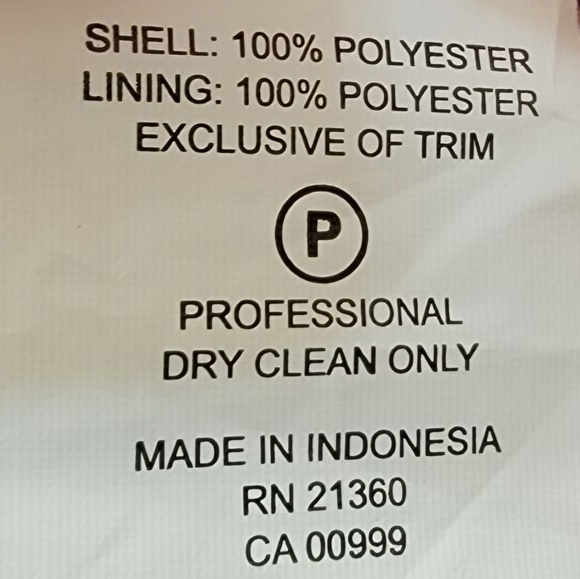 SHELL: 100% POLYESTER
LINING: 100% POLYESTER
EXCLUSIVE OF TRIM
P
PROFESSIONAL
DRY CLEAN ONLY
MADE IN INDONESIA
RN 21360
CA 00999